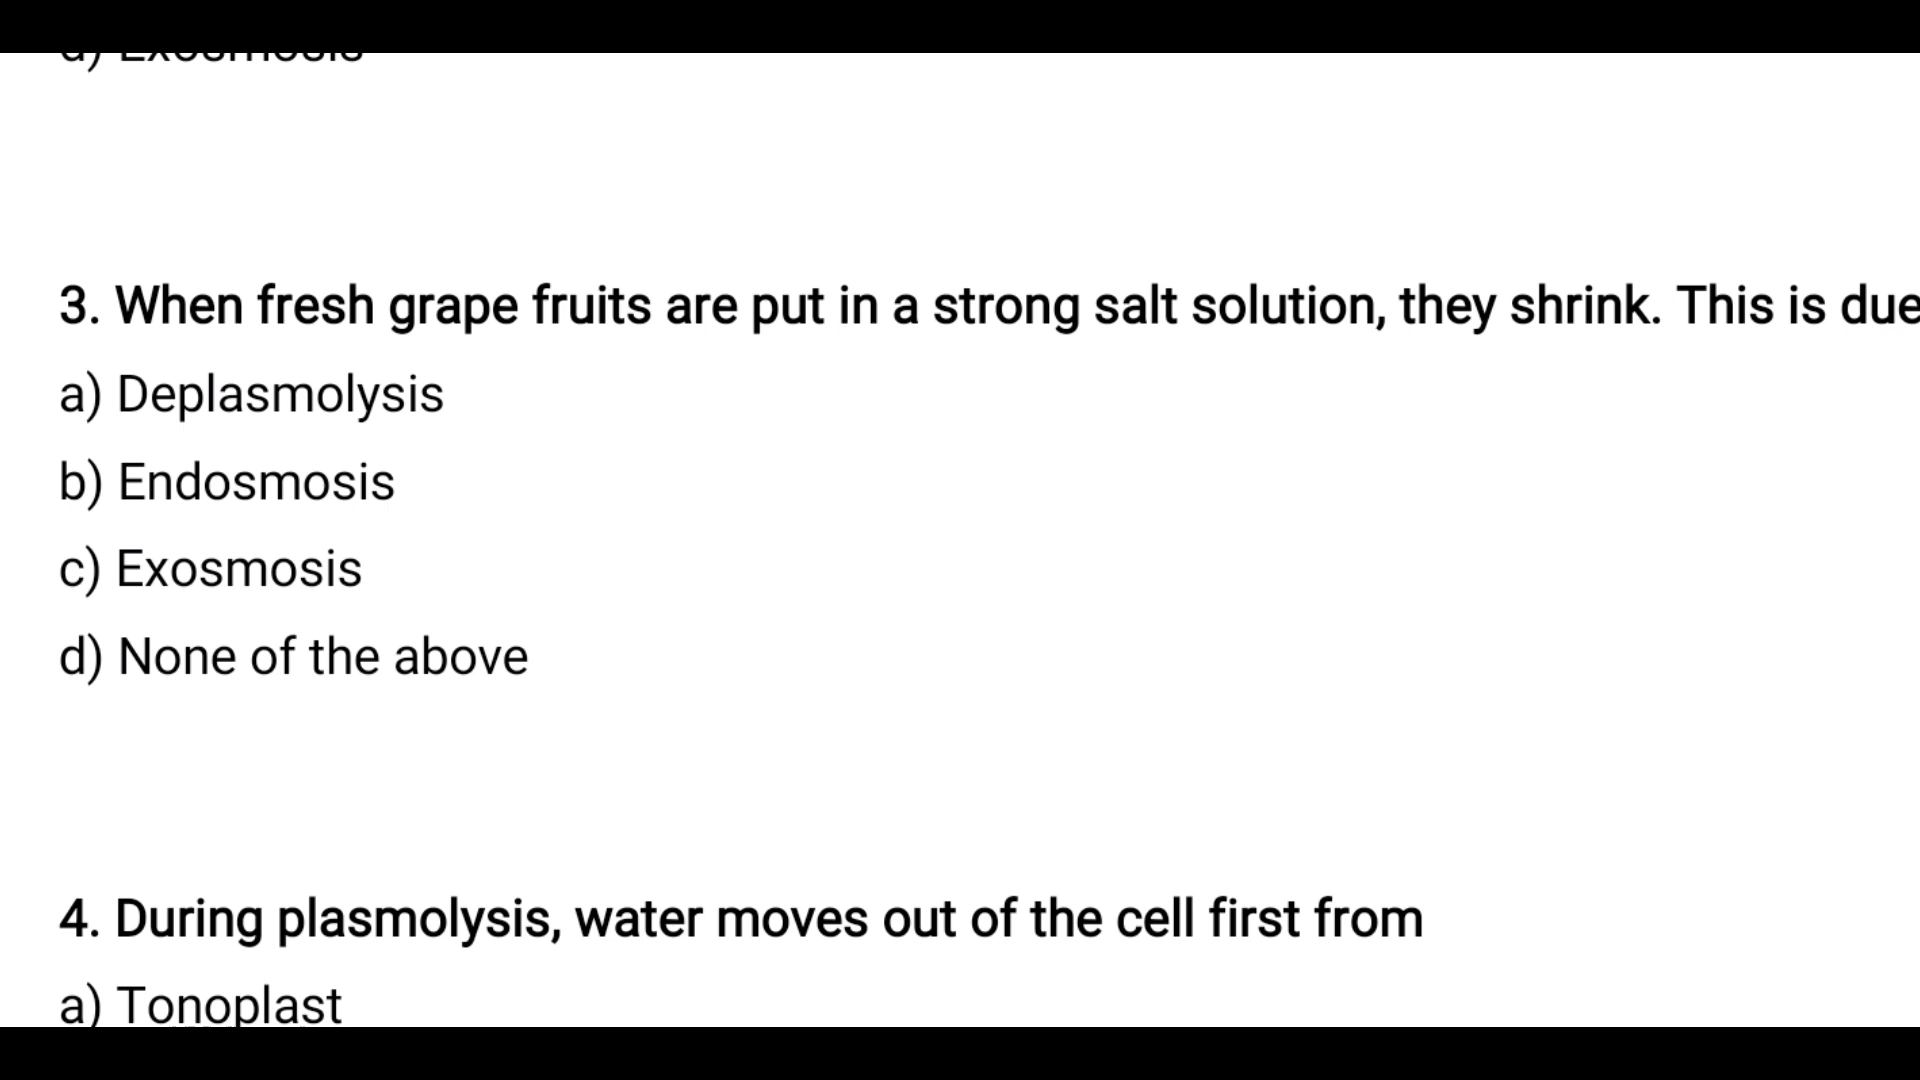 d) Exosmosis
3. When fresh grape fruits are put in a strong salt solution, they shrink. This is due
a) Deplasmolysis
b) Endosmosis
c) Exosmosis
d) None of the above
4. During plasmolysis, water moves out of the cell first from
a) Tonoplast